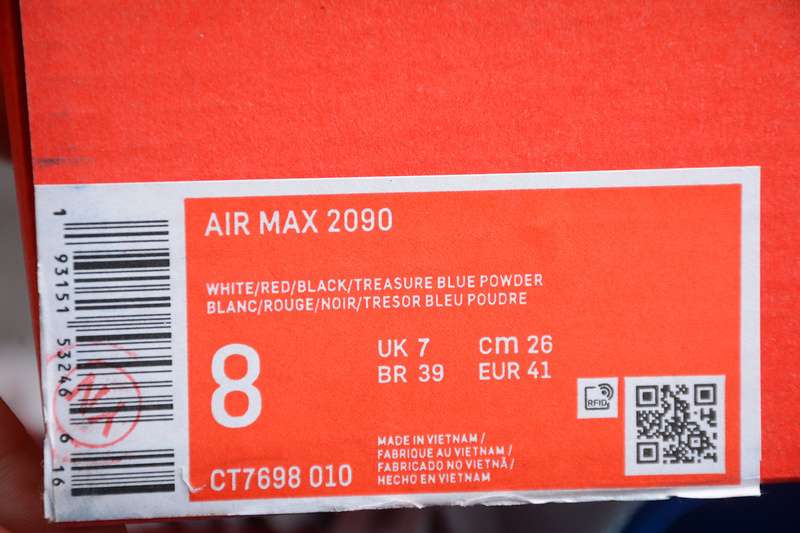 AIR MAX 2090
WHITE/RED/BLACK/TREASURE BLUE POWDER
BLANC/ROUGE/NOIR/TRESOR BLEU POUDRE
8
UK 7 cm 26
BR 39 EUR 41
MADE IN VIETNAM /
FABRIQUE AU VIETNAM /
FABRICADO NO VIETNÃ /
HECHO EN VIETNAM
CT7698 010
RFID
1 93151 53246 6 16